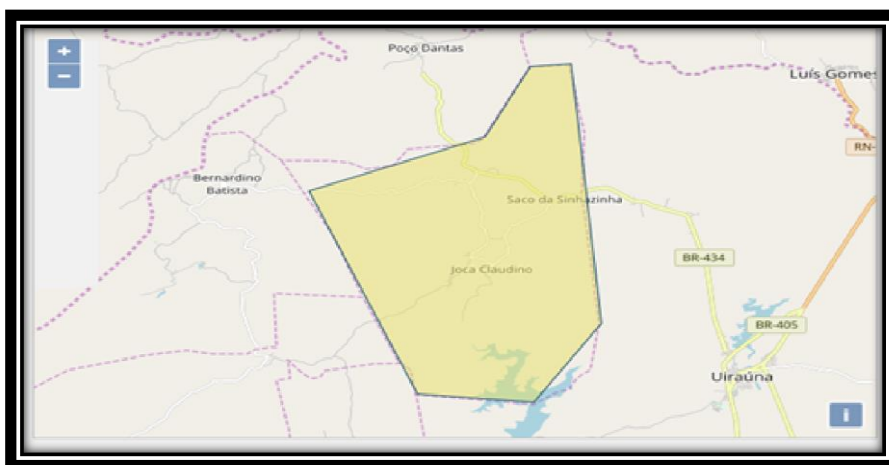 +
−
Poço Dantas
Luís Gomes
RN-
Bernardino
Batista
Saco da Sinhazinha
Joca Claudino
BR-434
BR-405
Uiraúna
i